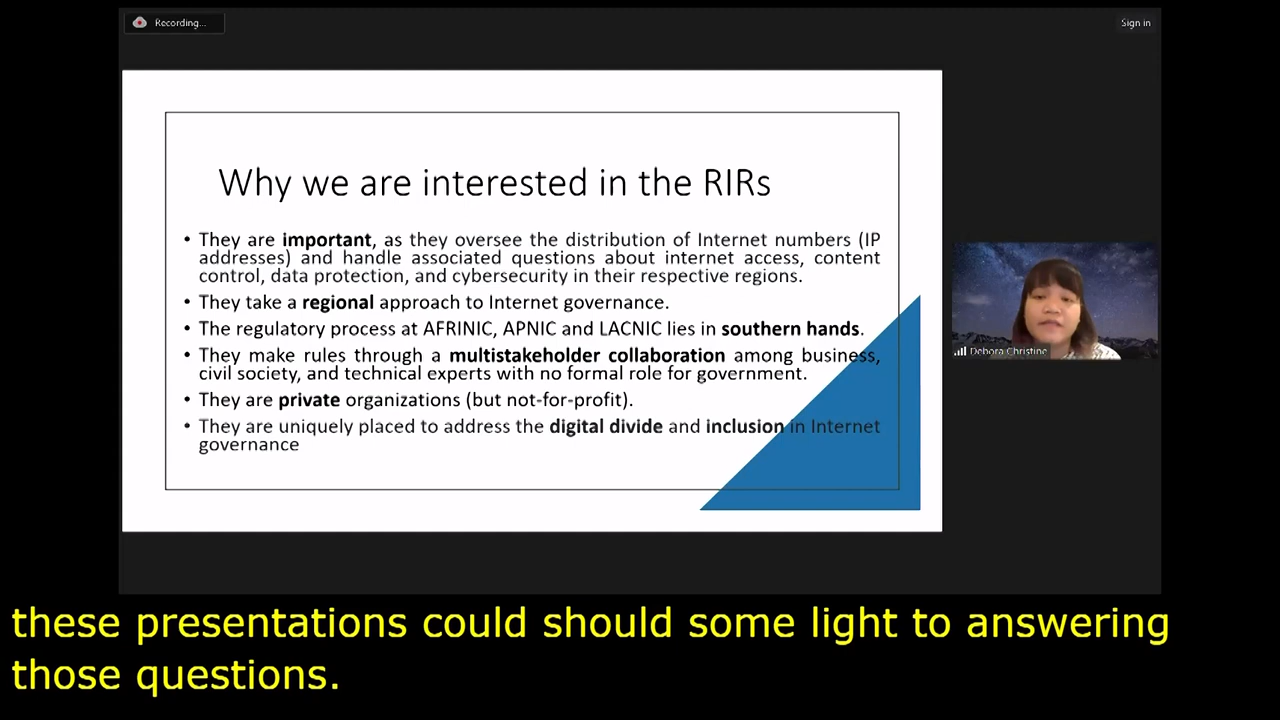 Recording...
Sign in
Why we are interested in the RIRs
• They are important, as they oversee the distribution of Internet numbers (IP
addresses) and handle associated questions about internet access, content
control, data protection, and cybersecurity in their respective regions.
• They take a regional approach to Internet governance.
• The regulatory process at AFRINIC, APNIC and LACNIC lies in southern hands.
• They make rules through a multistakeholder collaboration among business,
civil society, and technical experts with no formal role for government.
• They are private organizations (but not-for-profit).
• They are uniquely placed to address the digital divide and inclusion in Internet
governance
Debora Christine
these presentations could should some light to answering
those questions.